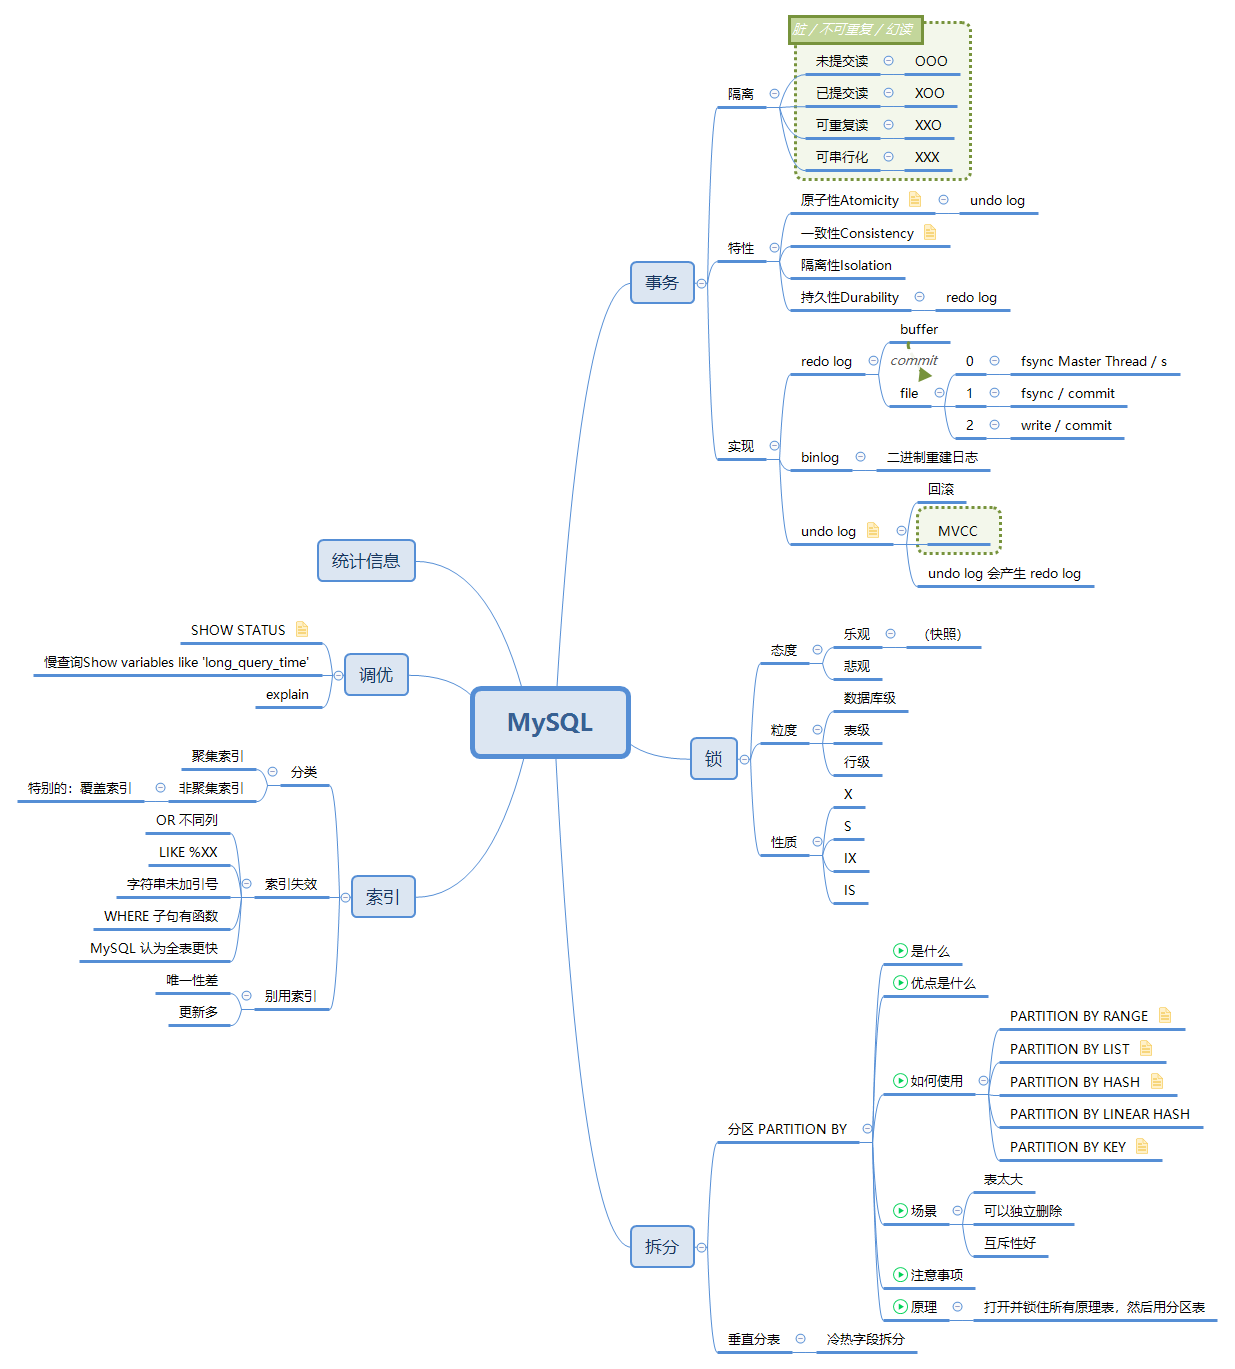 MySQL
事务
隔离
脏 / 不可重复 / 幻读
未提交读
OOO
已提交读
XOO
可重复读
XXO
可串行化
XXX
特性
原子性Atomicity
undo log
一致性Consistency
隔离性Isolation
持久性Durability
redo log
实现
redo log
buffer
commit
file
0
fsync Master Thread / s
1
fsync / commit
2
write / commit
binlog
二进制重建日志
undo log
回滚
MVCC
undo log 会产生 redo log
锁
态度
乐观
（快照）
悲观
粒度
数据库级
表级
行级
性质
X
S
IX
IS
拆分
分区 PARTITION BY
是什么
优点是什么
如何使用
PARTITION BY RANGE
PARTITION BY LIST
PARTITION BY HASH
PARTITION BY LINEAR HASH
PARTITION BY KEY
场景
表太大
可以独立删除
互斥性好
注意事项
原理
打开并锁住所有原理表，然后用分区表
垂直分表
冷热字段拆分
统计信息
调优
SHOW STATUS
慢查询Show variables like 'long_query_time'
explain
索引
分类
聚集索引
非聚集索引
特别的：覆盖索引
索引失效
OR 不同列
LIKE %XX
字符串未加引号
WHERE 子句有函数
MySQL 认为全表更快
别用索引
唯一性差
更新多